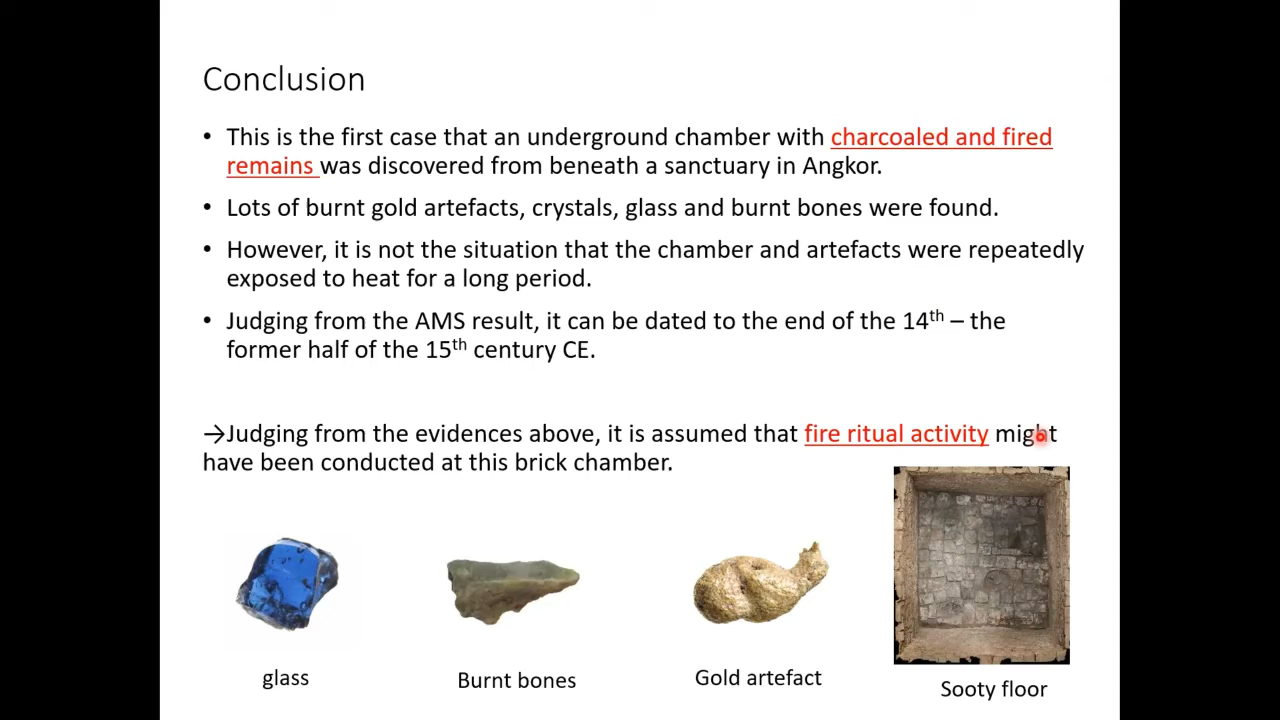 Conclusion
• This is the first case that an underground chamber with charcoaled and fired
remains was discovered from beneath a sanctuary in Angkor.
• Lots of burnt gold artefacts, crystals, glass and burnt bones were found.
• However, it is not the situation that the chamber and artefacts were repeatedly
exposed to heat for a long period.
• Judging from the AMS result, it can be dated to the end of the 14th – the
former half of the 15th century CE.
→Judging from the evidences above, it is assumed that fire ritual activity might
have been conducted at this brick chamber.
glass
Burnt bones
Gold artefact
Sooty floor